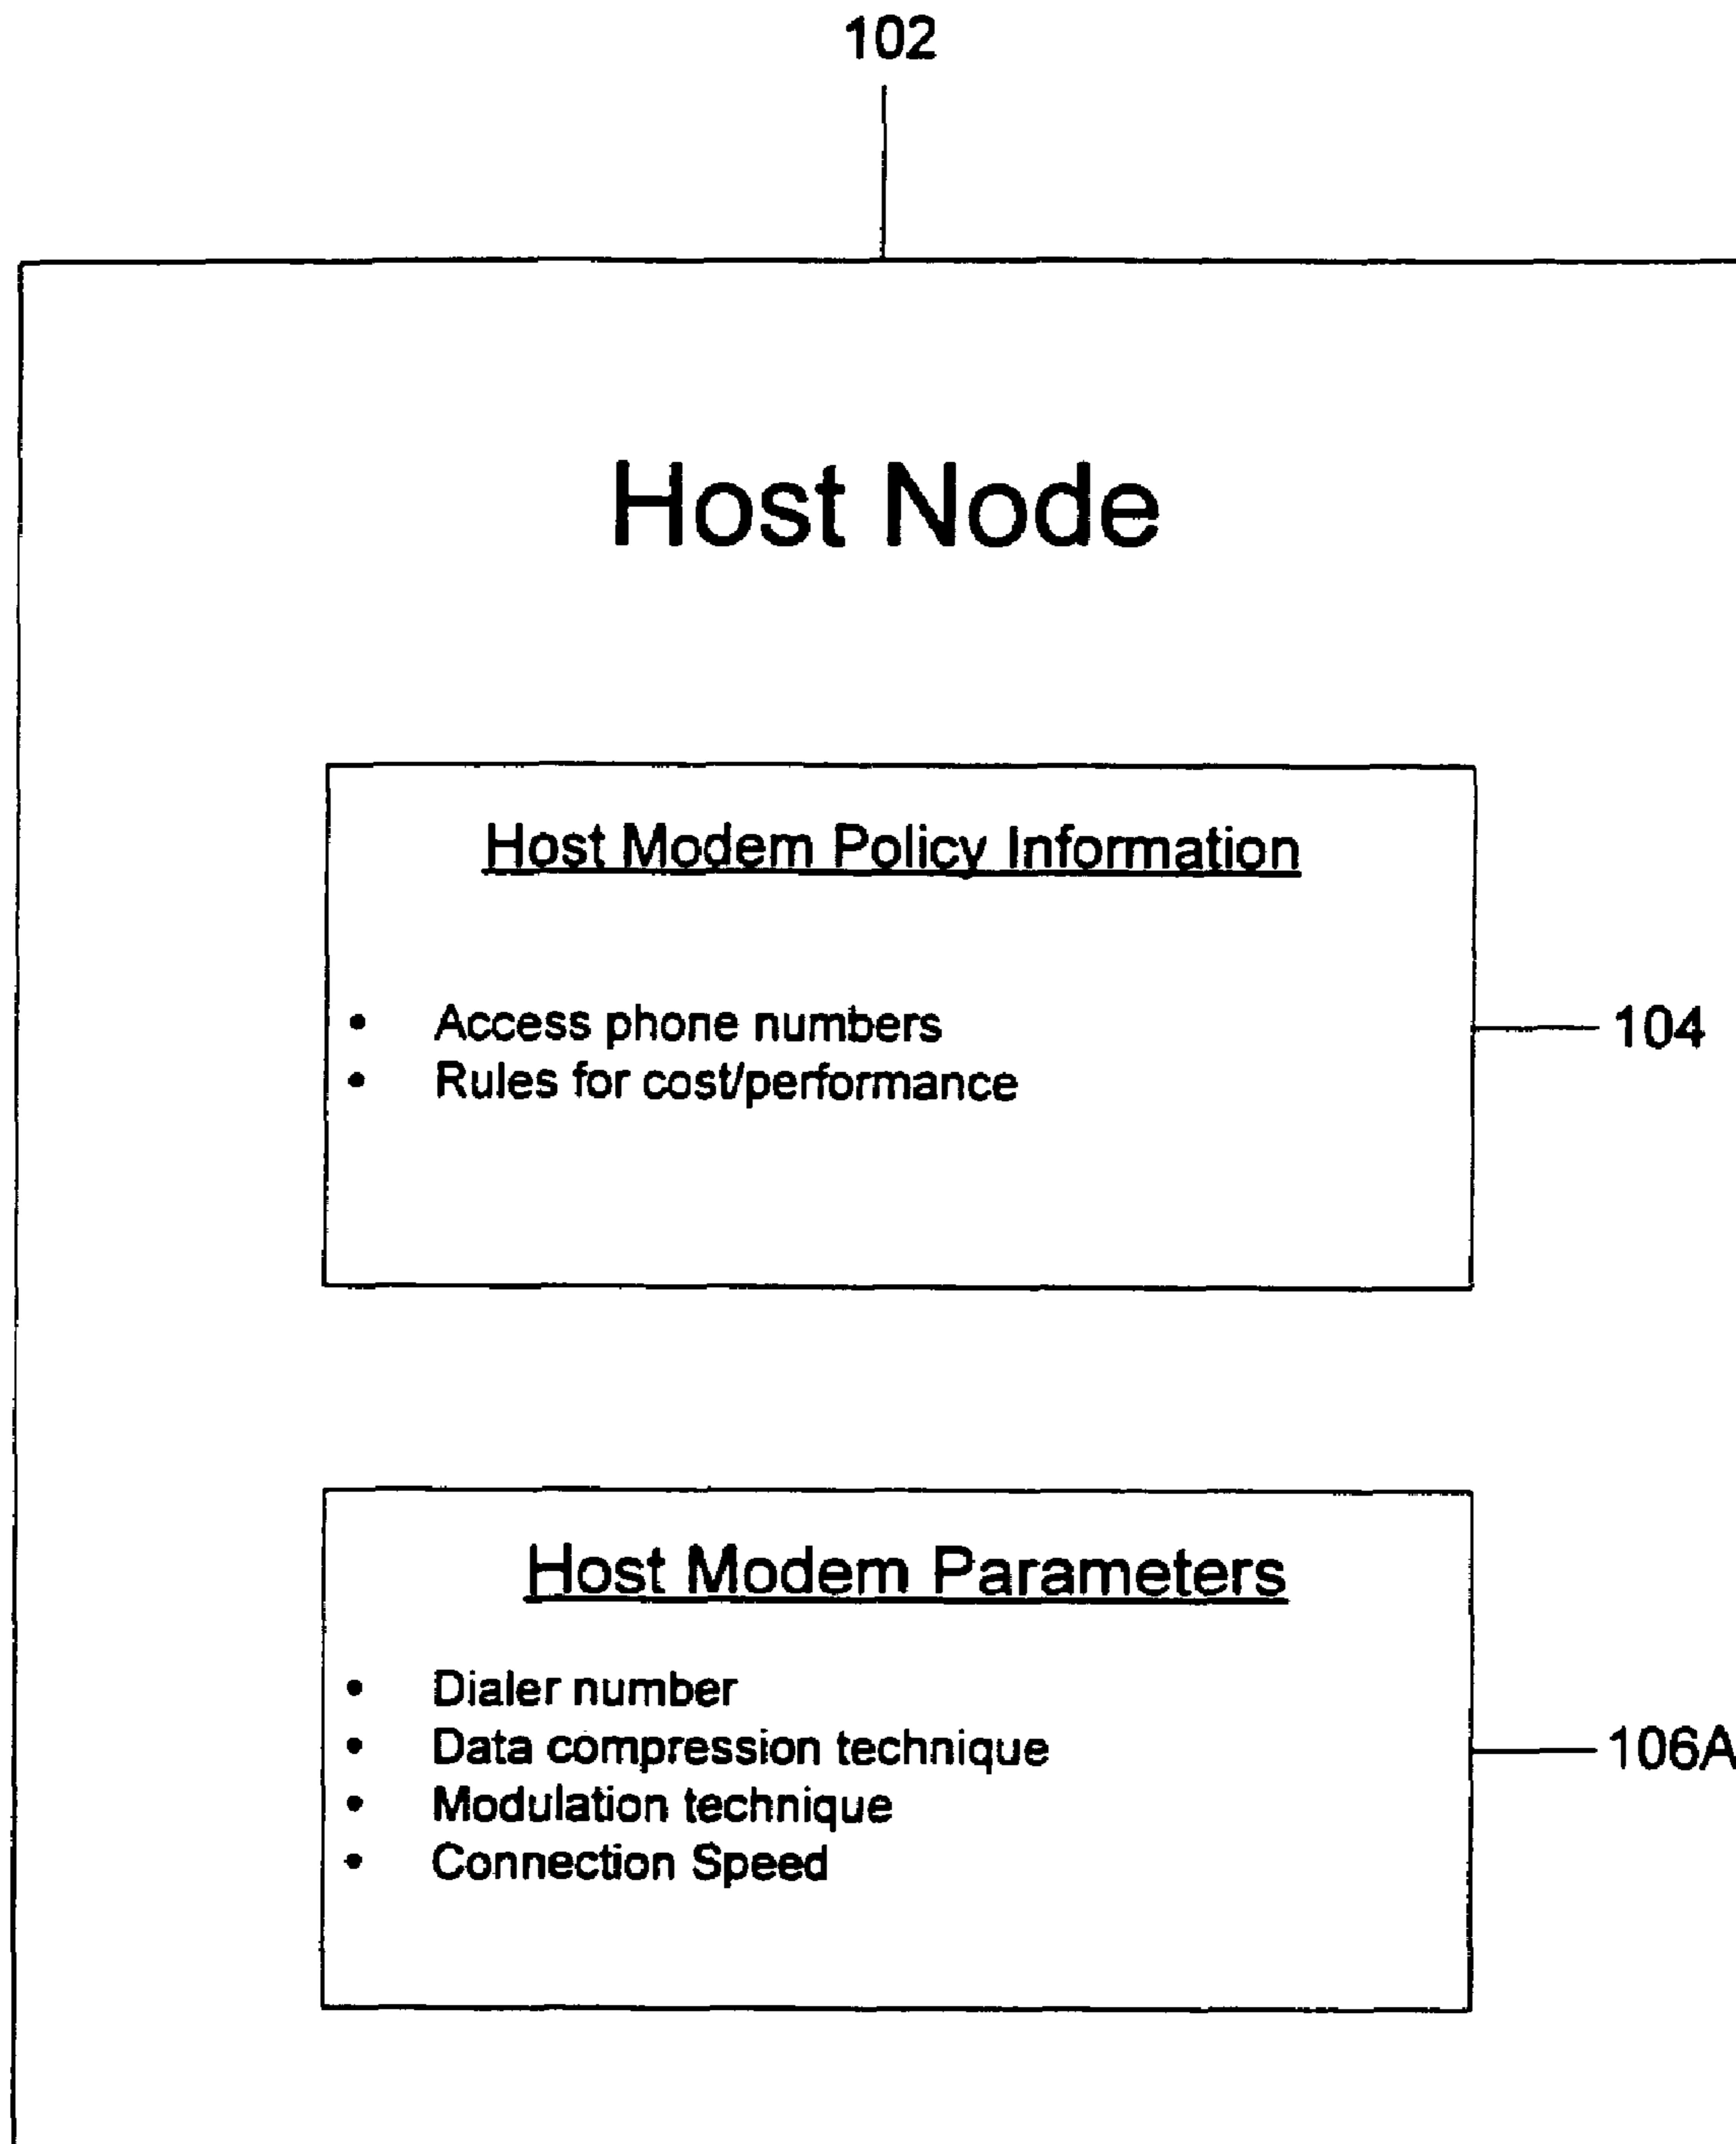 102
Host Node
Host Modem Policy Information
• Access phone numbers
• Rules for cost/performance
104
Host Modem Parameters
• Dialer number
• Data compression technique
• Modulation technique
• Connection Speed
106A